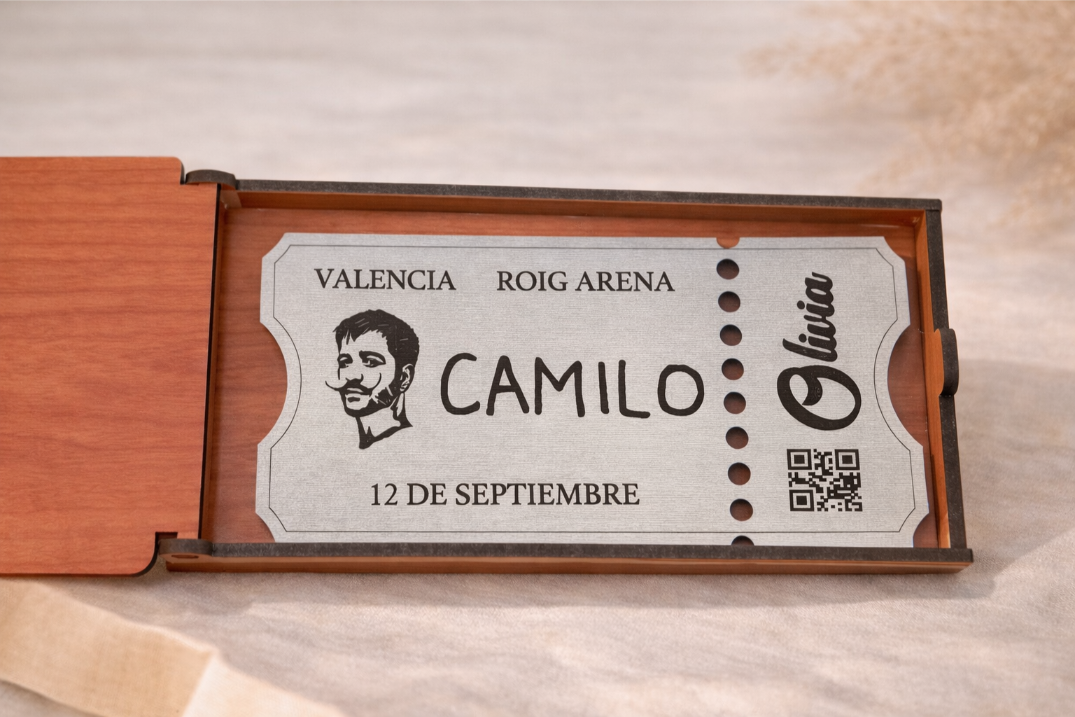 VALENCIA ROIG ARENA
CAMILO
12 DE SEPTIEMBRE
Olivia